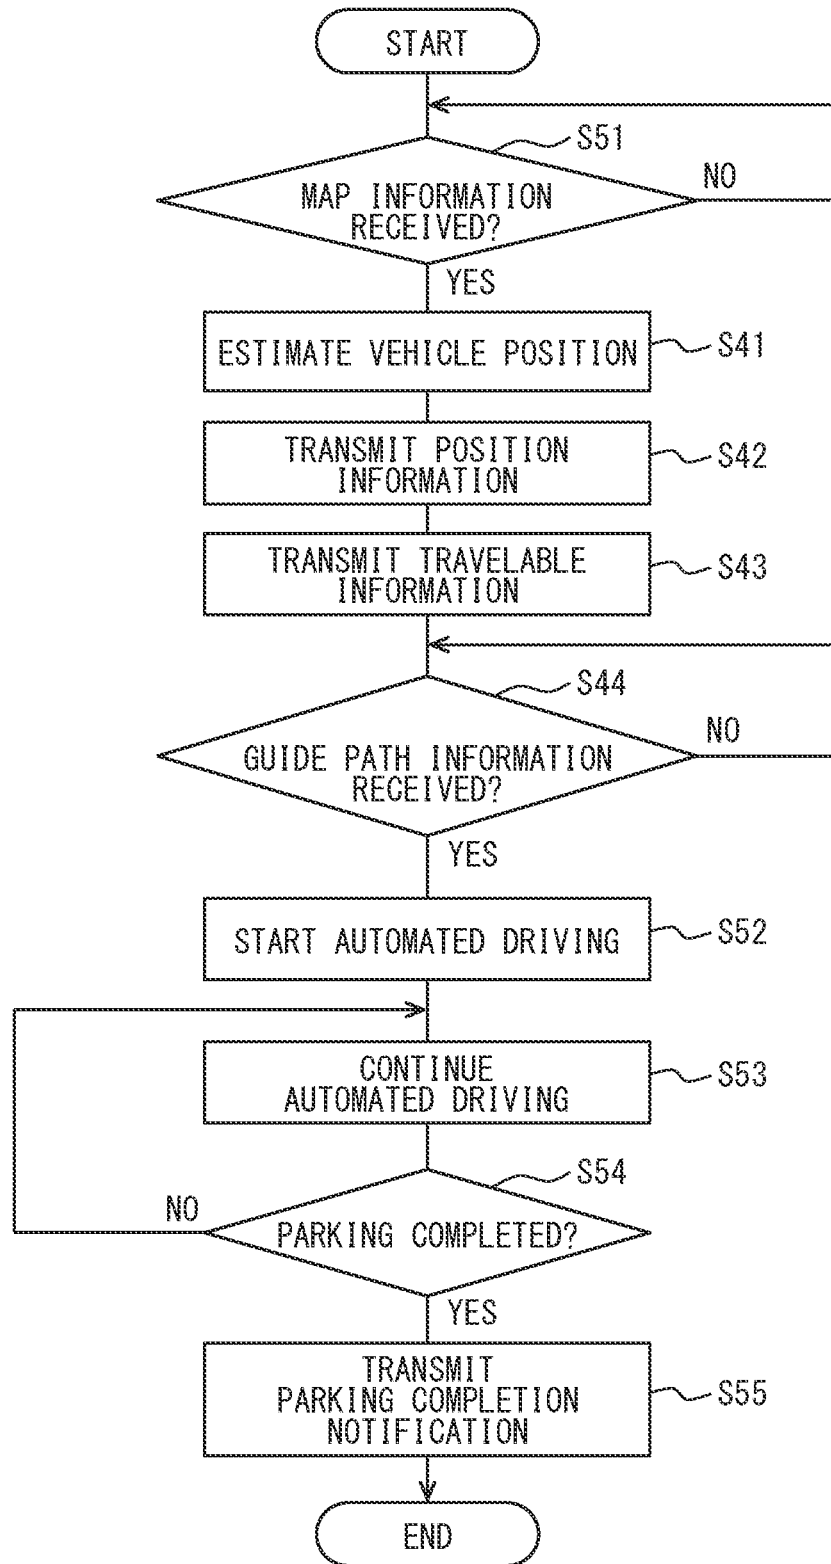 START
S51
MAP INFORMATION
RECEIVED?
NO
YES
ESTIMATE VEHICLE POSITION
S41
TRANSMIT POSITION
INFORMATION
S42
TRANSMIT TRAVELABLE
INFORMATION
S43
S44
GUIDE PATH INFORMATION
RECEIVED?
NO
YES
START AUTOMATED DRIVING
S52
CONTINUE
AUTOMATED DRIVING
S53
S54
NO
PARKING COMPLETED?
YES
TRANSMIT
PARKING COMPLETION
NOTIFICATION
S55
END